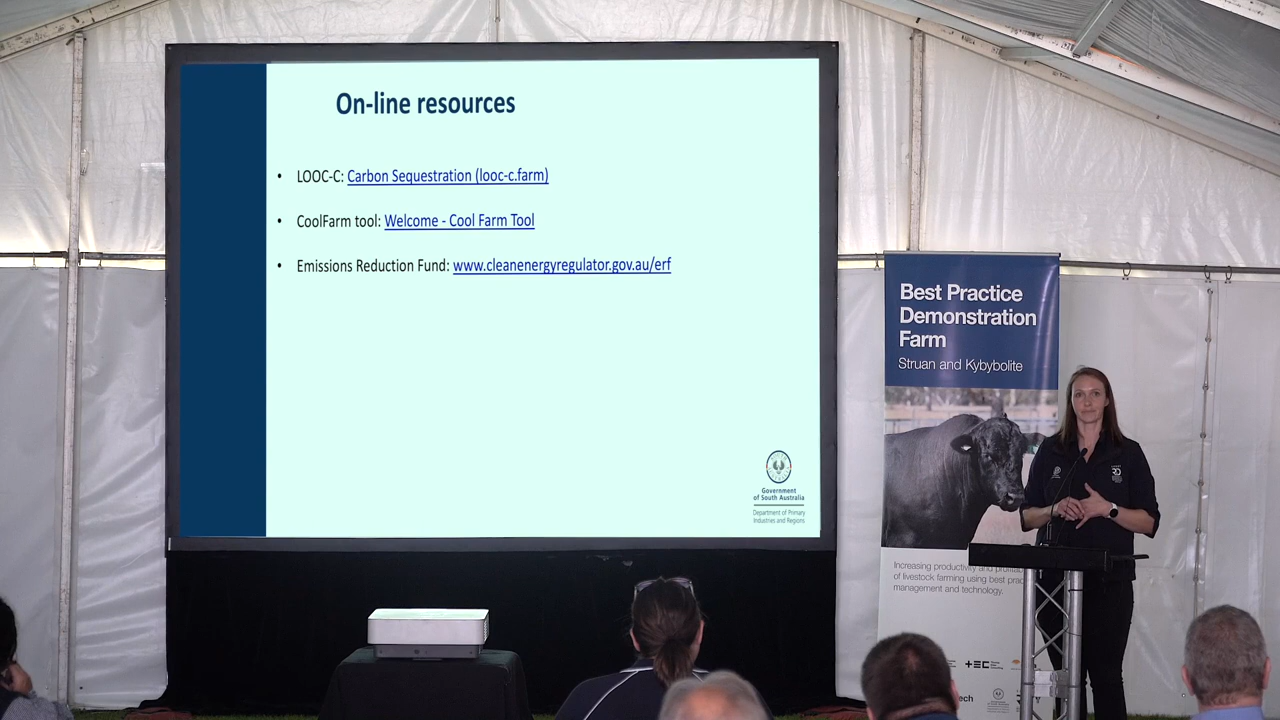 On-line resources
• LOOC-C: Carbon Sequestration (looc-c.farm)
• CoolFarm tool: Welcome - Cool Farm Tool
• Emissions Reduction Fund: www.cleanenergyregulator.gov.au/erf
Government
of South Australia
Department of Primary
Industries and Regions
Best Practice
Demonstration
Farm
Struan and Kybybolite
Increasing productivity and
of livestock farming using best
management and technology.